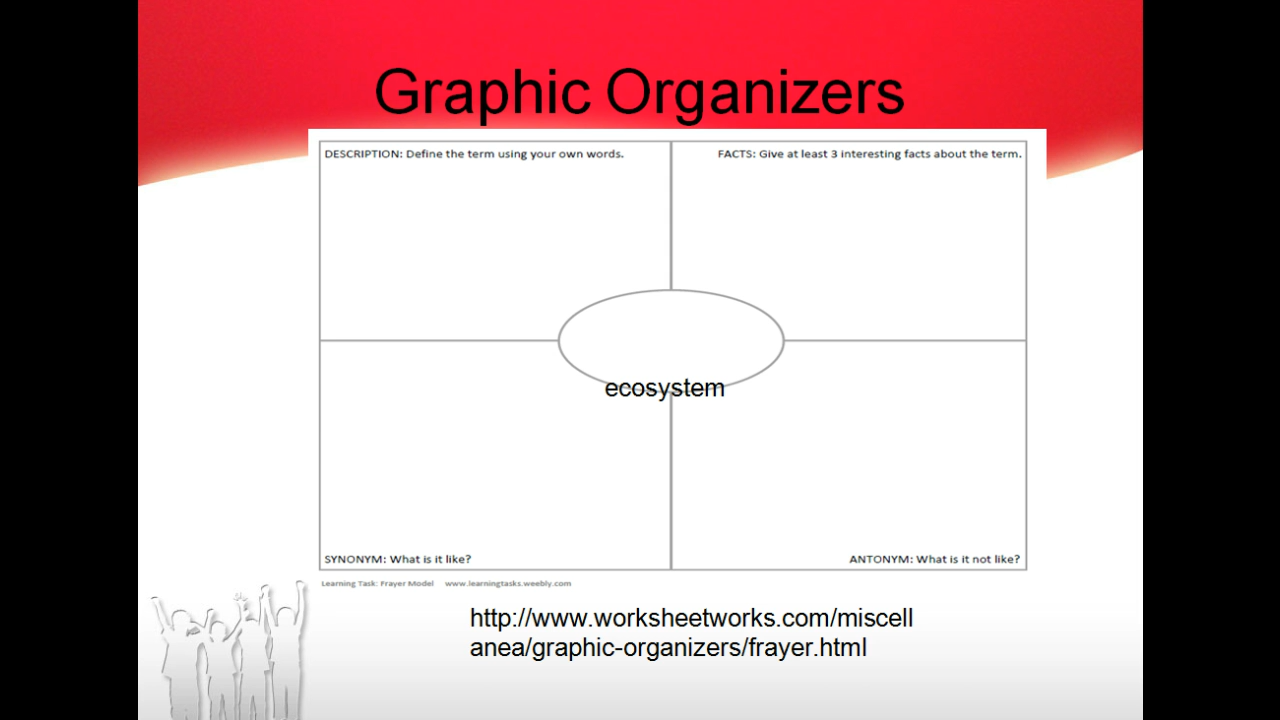 Graphic Organizers
DESCRIPTION: Define the term using your own words.
FACTS: Give at least 3 interesting facts about the term.
ecosystem
SYNONYM: What is it like?
ANTONYM: What is it not like?
Learning Task: Frayer Model www.learningtasks.weebly.com
http://www.worksheetworks.com/miscell
anea/graphic-organizers/frayer.html